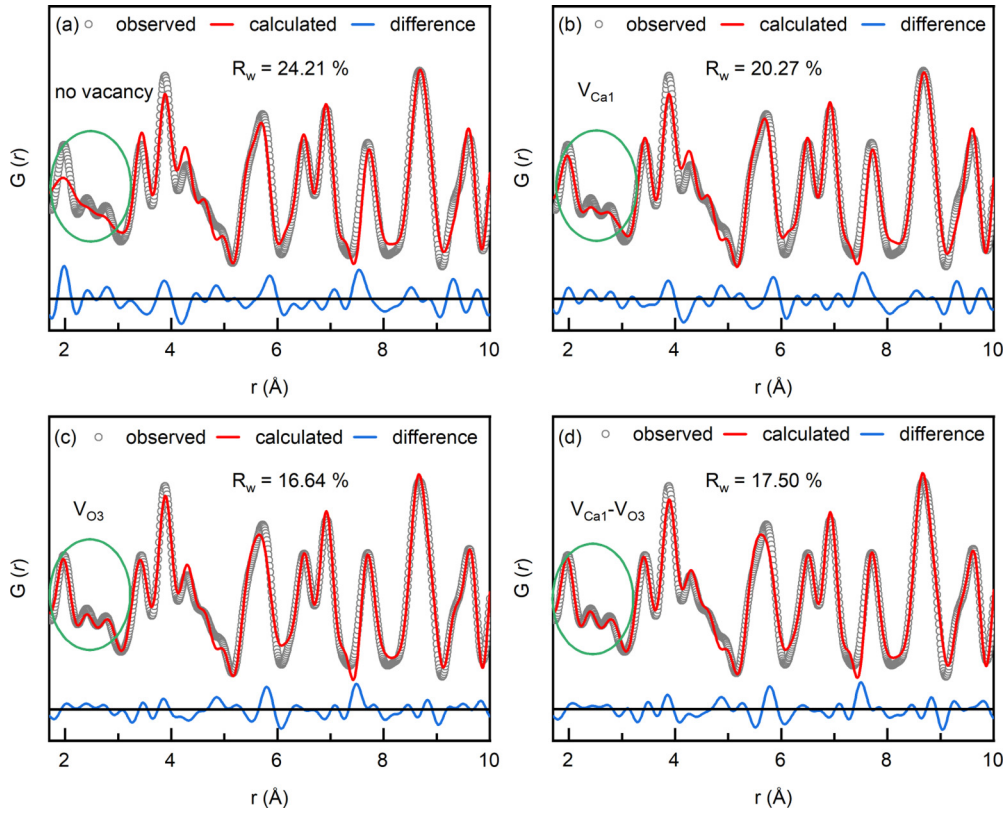 (a) observed calculated difference
R_w = 24.21 %
no vacancy
G (r)
2 4 6 8 10
r (Å)
(b) observed calculated difference
R_w = 20.27 %
V_Ca1
G (r)
2 4 6 8 10
r (Å)
(c) observed calculated difference
R_w = 16.64 %
V_O3
G (r)
2 4 6 8 10
r (Å)
(d) observed calculated difference
R_w = 17.50 %
V_Ca1-V_O3
G (r)
2 4 6 8 10
r (Å)